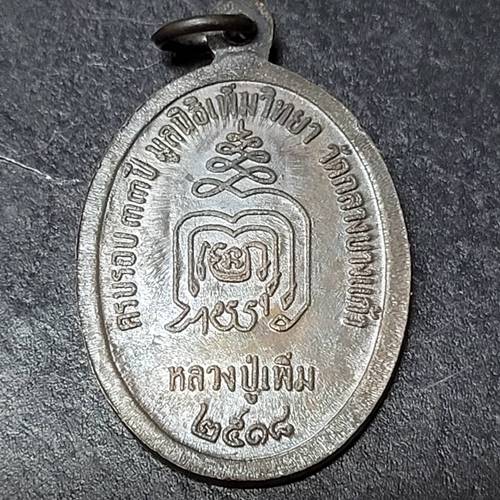 ครบรอบ ๓๓ ปี มูลนิธิเพิ่มวิทยา วัดกลางบางแก้ว
หลวงปู่เพิ่ม
๒๕๑๘